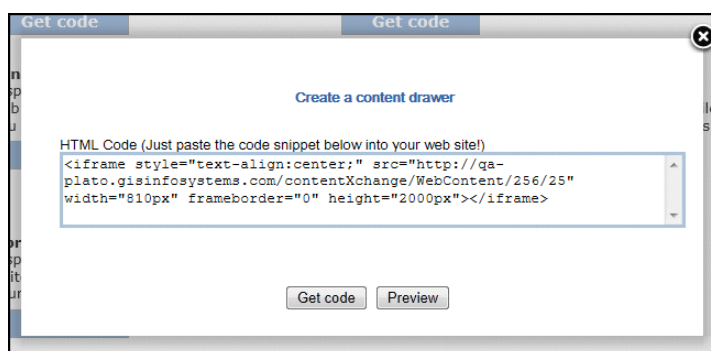 Get code
Get code
Create a content drawer
HTML Code (Just paste the code snippet below into your web site!)
<iframe style="text-align:center;" src="http://qa-
plato.gisinfosystems.com/contentXchange/WebContent/256/25"
width="810px" frameborder="0" height="2000px"></iframe>
Get code
Preview